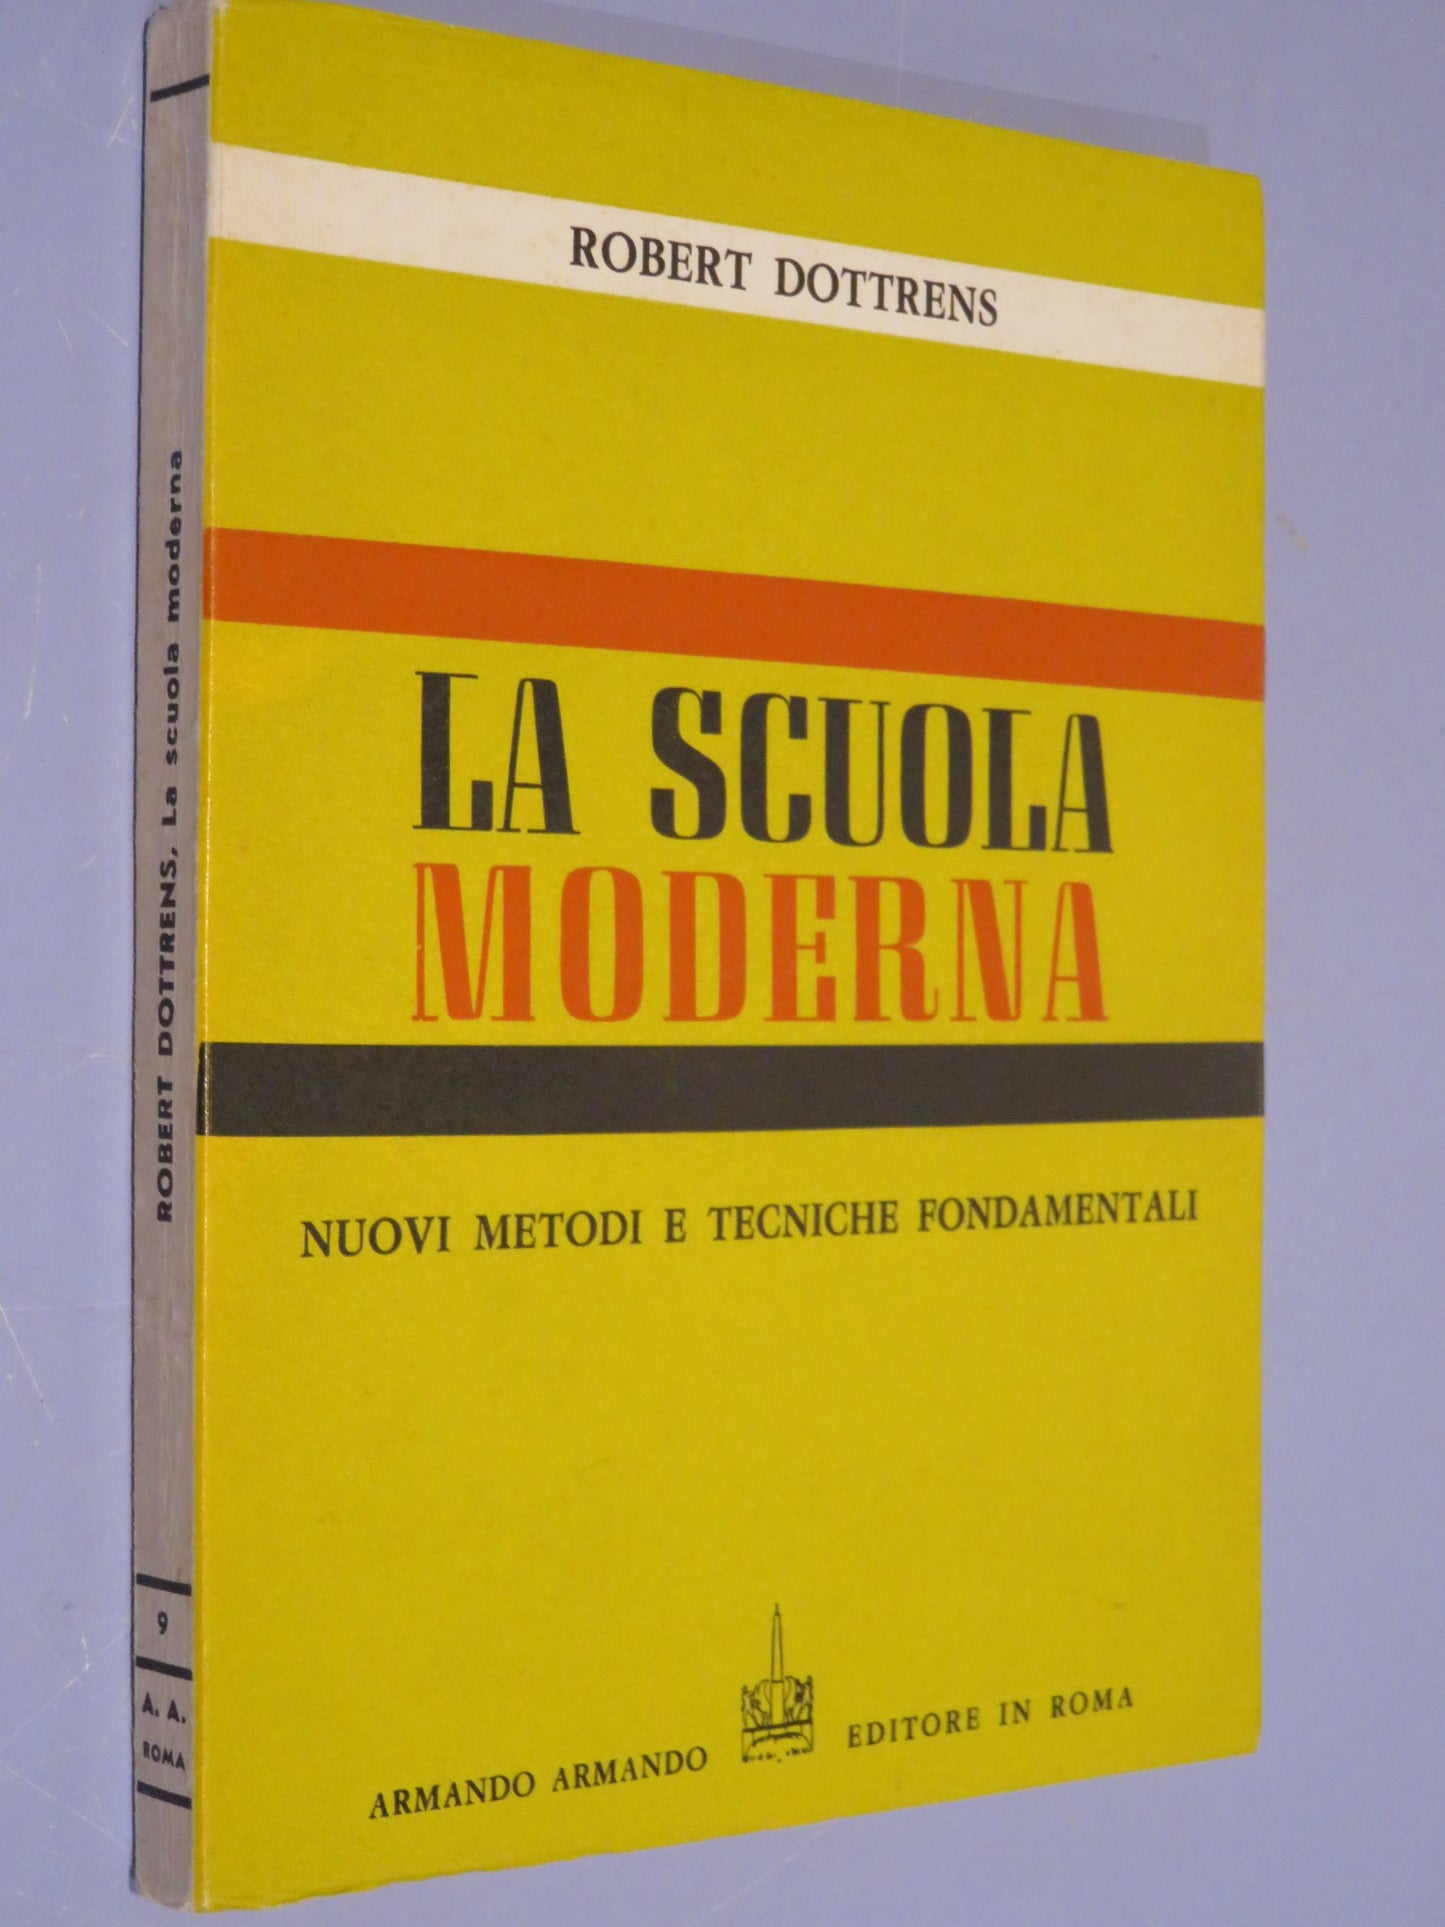 ROBERT DOTTRENS
LA SCUOLA
MODERNA
NUOVI METODI E TECNICHE FONDAMENTALI
ARMANDO ARMANDO EDITORE IN ROMA
ROBERT DOTTRENS, La scuola moderna
9
A. A.
ROMA